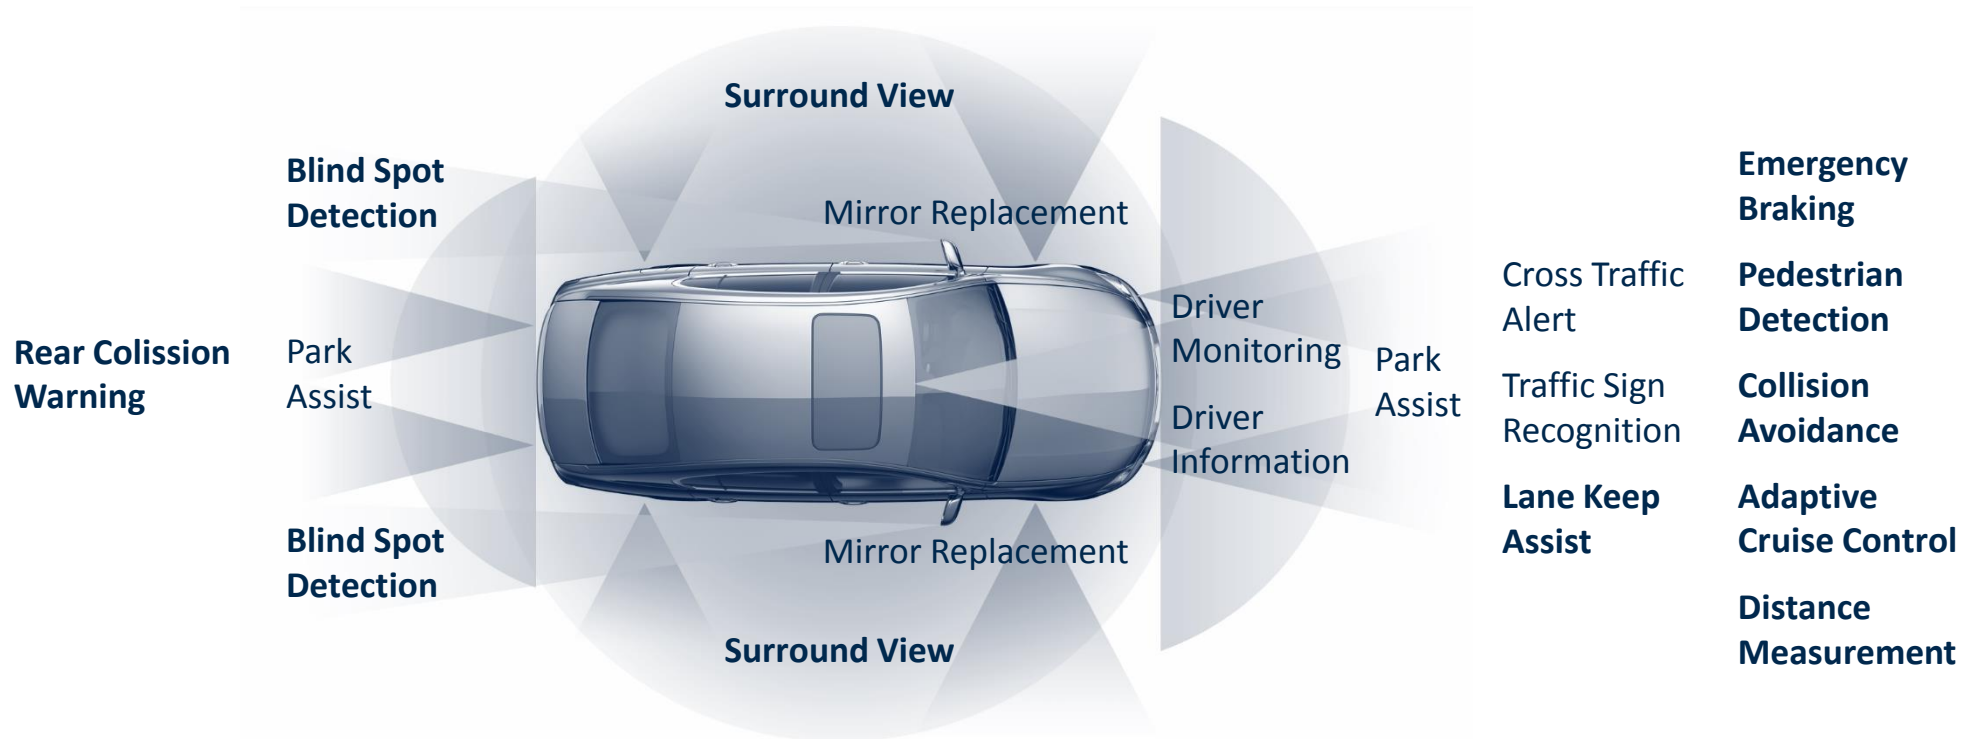 Surround View
Blind Spot
Detection
Mirror Replacement
Rear Colission
Warning
Park
Assist
Driver
Monitoring
Driver
Information
Park
Assist
Cross Traffic
Alert
Traffic Sign
Recognition
Lane Keep
Assist
Emergency
Braking
Pedestrian
Detection
Collision
Avoidance
Adaptive
Cruise Control
Distance
Measurement
Blind Spot
Detection
Mirror Replacement
Surround View